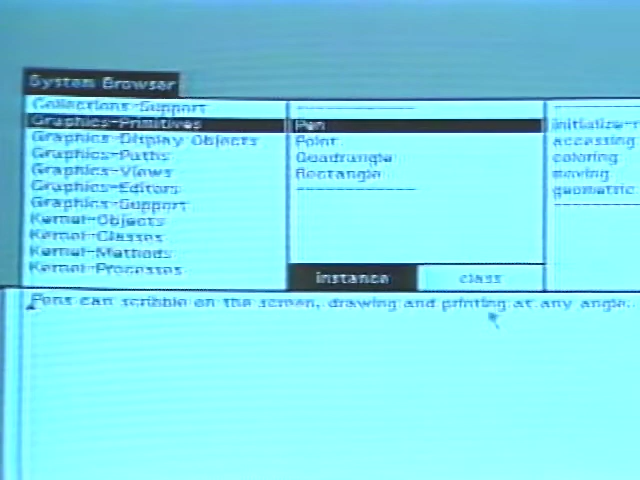 System Browser
Collections-Support
Graphics-Primitives
Graphics-Display Objects
Graphics-Paths
Graphics-Views
Graphics-Editors
Graphics-Support
Kernel-Objects
Kernel-Classes
Kernel-Methods
Kernel-Processes
Pen
Point
Quadrangle
Rectangle
instance
class
accessing
coloring
moving
geometric
Pens can scribble on the screen, drawing and printing at any angle.